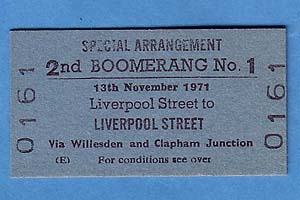 SPECIAL ARRANGEMENT
2nd BOOMERANG No. 1
13th November 1971
Liverpool Street to
LIVERPOOL STREET
Via Willesden and Clapham Junction
(E) For conditions see over
0161
0161